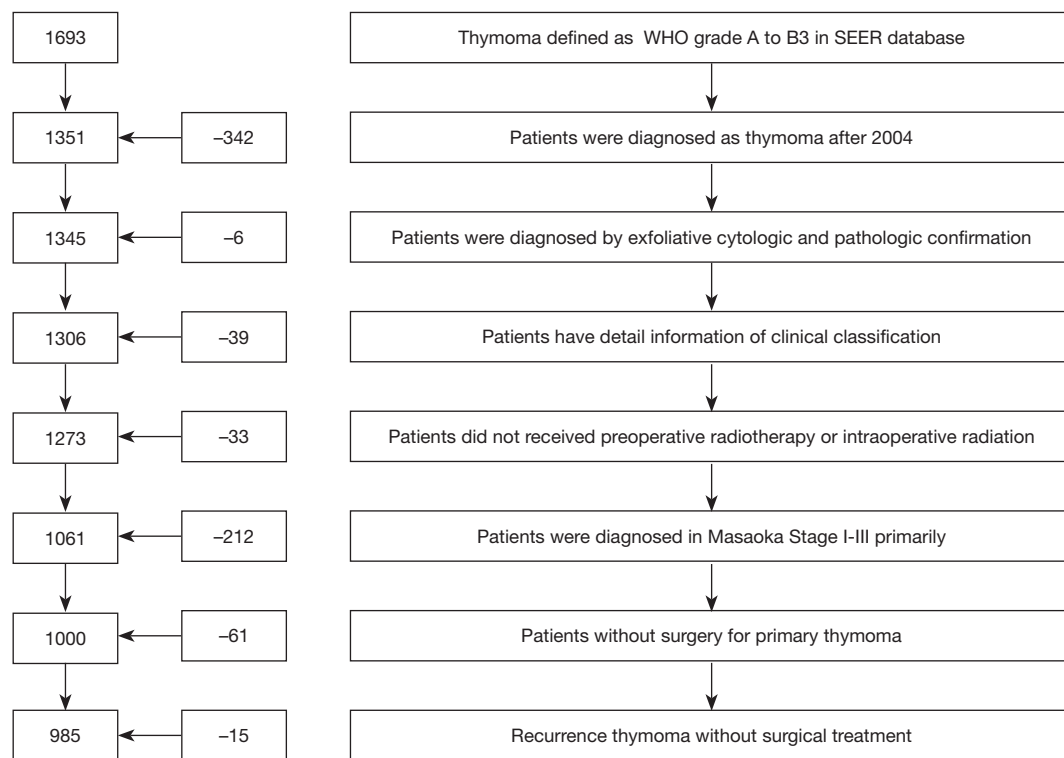 1693
Thymoma defined as WHO grade A to B3 in SEER database
1351
–342
Patients were diagnosed as thymoma after 2004
1345
–6
Patients were diagnosed by exfoliative cytologic and pathologic confirmation
1306
–39
Patients have detail information of clinical classification
1273
–33
Patients did not received preoperative radiotherapy or intraoperative radiation
1061
–212
Patients were diagnosed in Masaoka Stage I-III primarily
1000
–61
Patients without surgery for primary thymoma
985
–15
Recurrence thymoma without surgical treatment